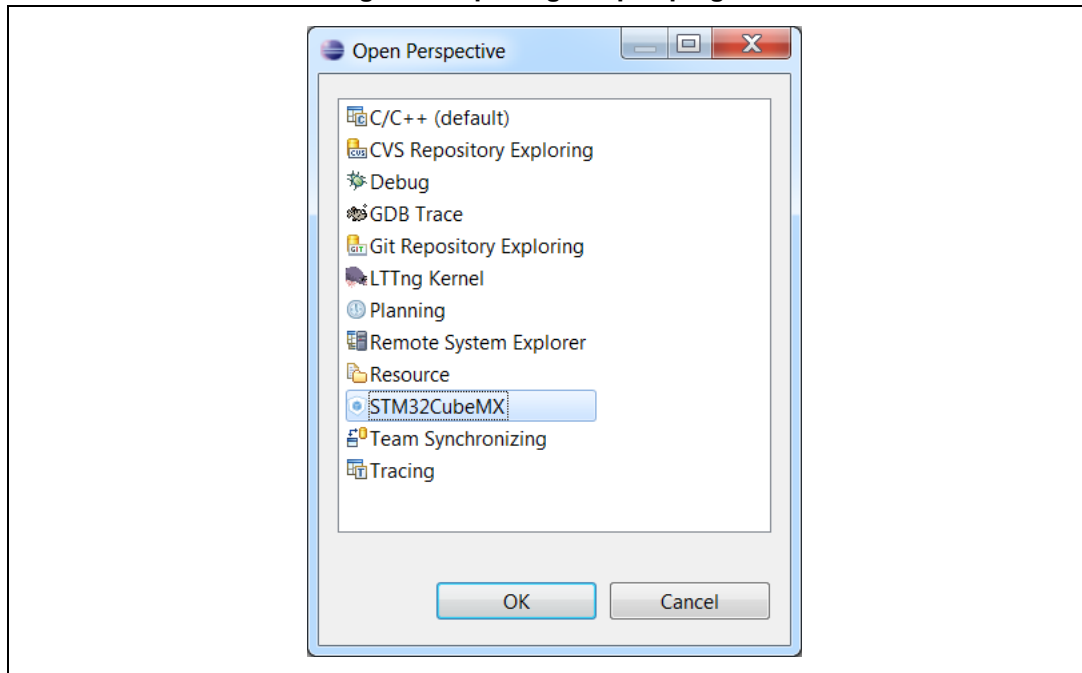 Open Perspective
C/C++ (default)
CVS Repository Exploring
Debug
GDB Trace
Git Repository Exploring
LTTng Kernel
Planning
Remote System Explorer
Resource
STM32CubeMX
Team Synchronizing
Tracing
OK
Cancel